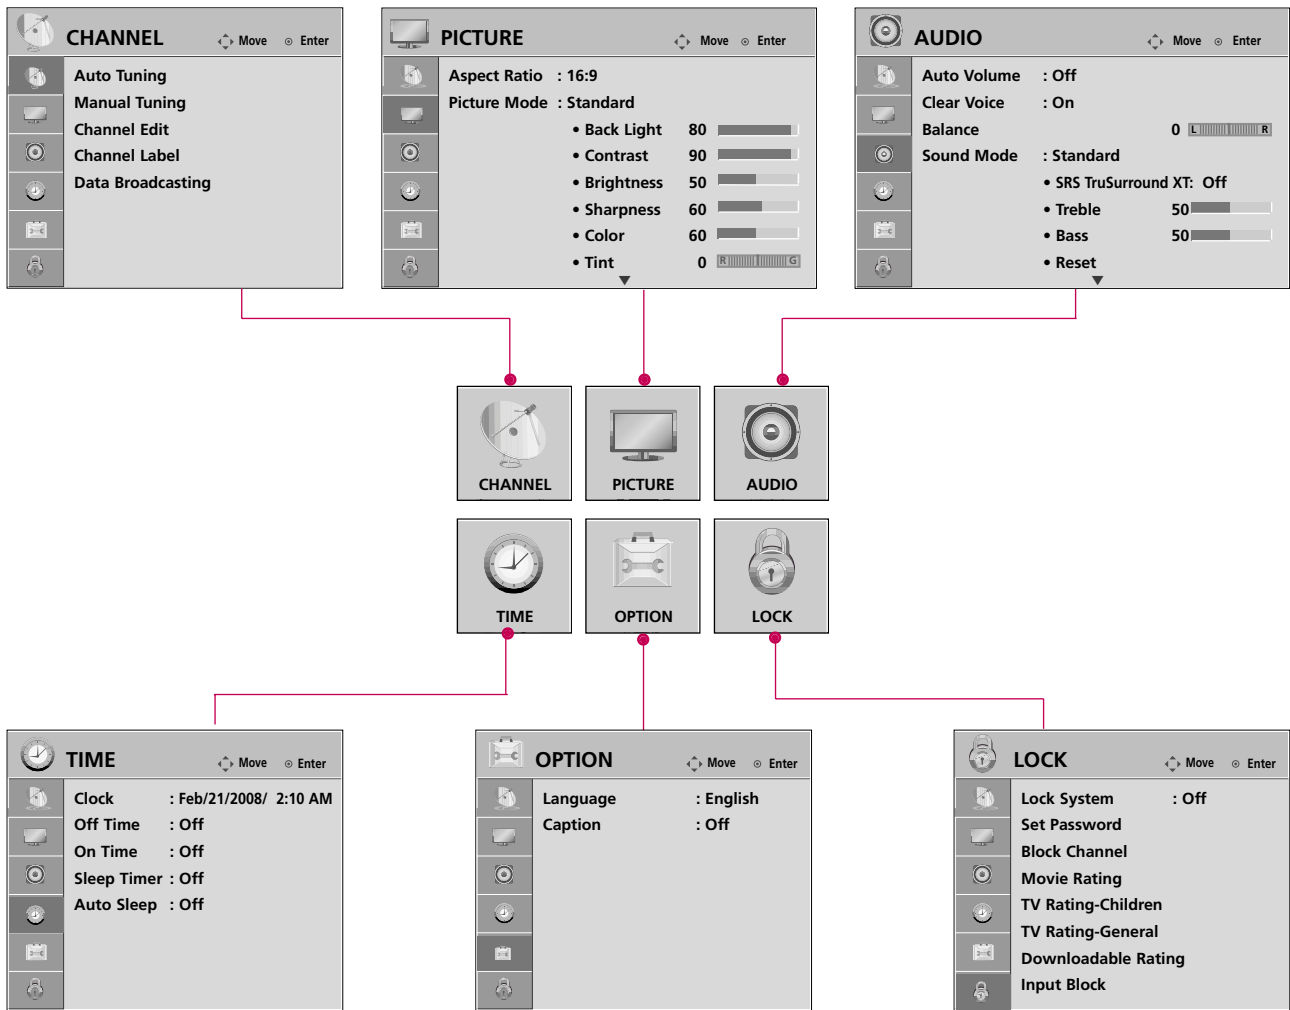 CHANNEL Move Enter
Auto Tuning
Manual Tuning
Channel Edit
Channel Label
Data Broadcasting
PICTURE Move Enter
Aspect Ratio : 16:9
Picture Mode : Standard
• Back Light 80
• Contrast 90
• Brightness 50
• Sharpness 60
• Color 60
• Tint 0 R G
AUDIO Move Enter
Auto Volume : Off
Clear Voice : On
Balance 0 L R
Sound Mode : Standard
• SRS TruSurround XT: Off
• Treble 50
• Bass 50
• Reset
CHANNEL
PICTURE
AUDIO
TIME
OPTION
LOCK
TIME Move Enter
Clock : Feb/21/2008/ 2:10 AM
Off Time : Off
On Time : Off
Sleep Timer : Off
Auto Sleep : Off
OPTION Move Enter
Language : English
Caption : Off
LOCK Move Enter
Lock System : Off
Set Password
Block Channel
Movie Rating
TV Rating-Children
TV Rating-General
Downloadable Rating
Input Block